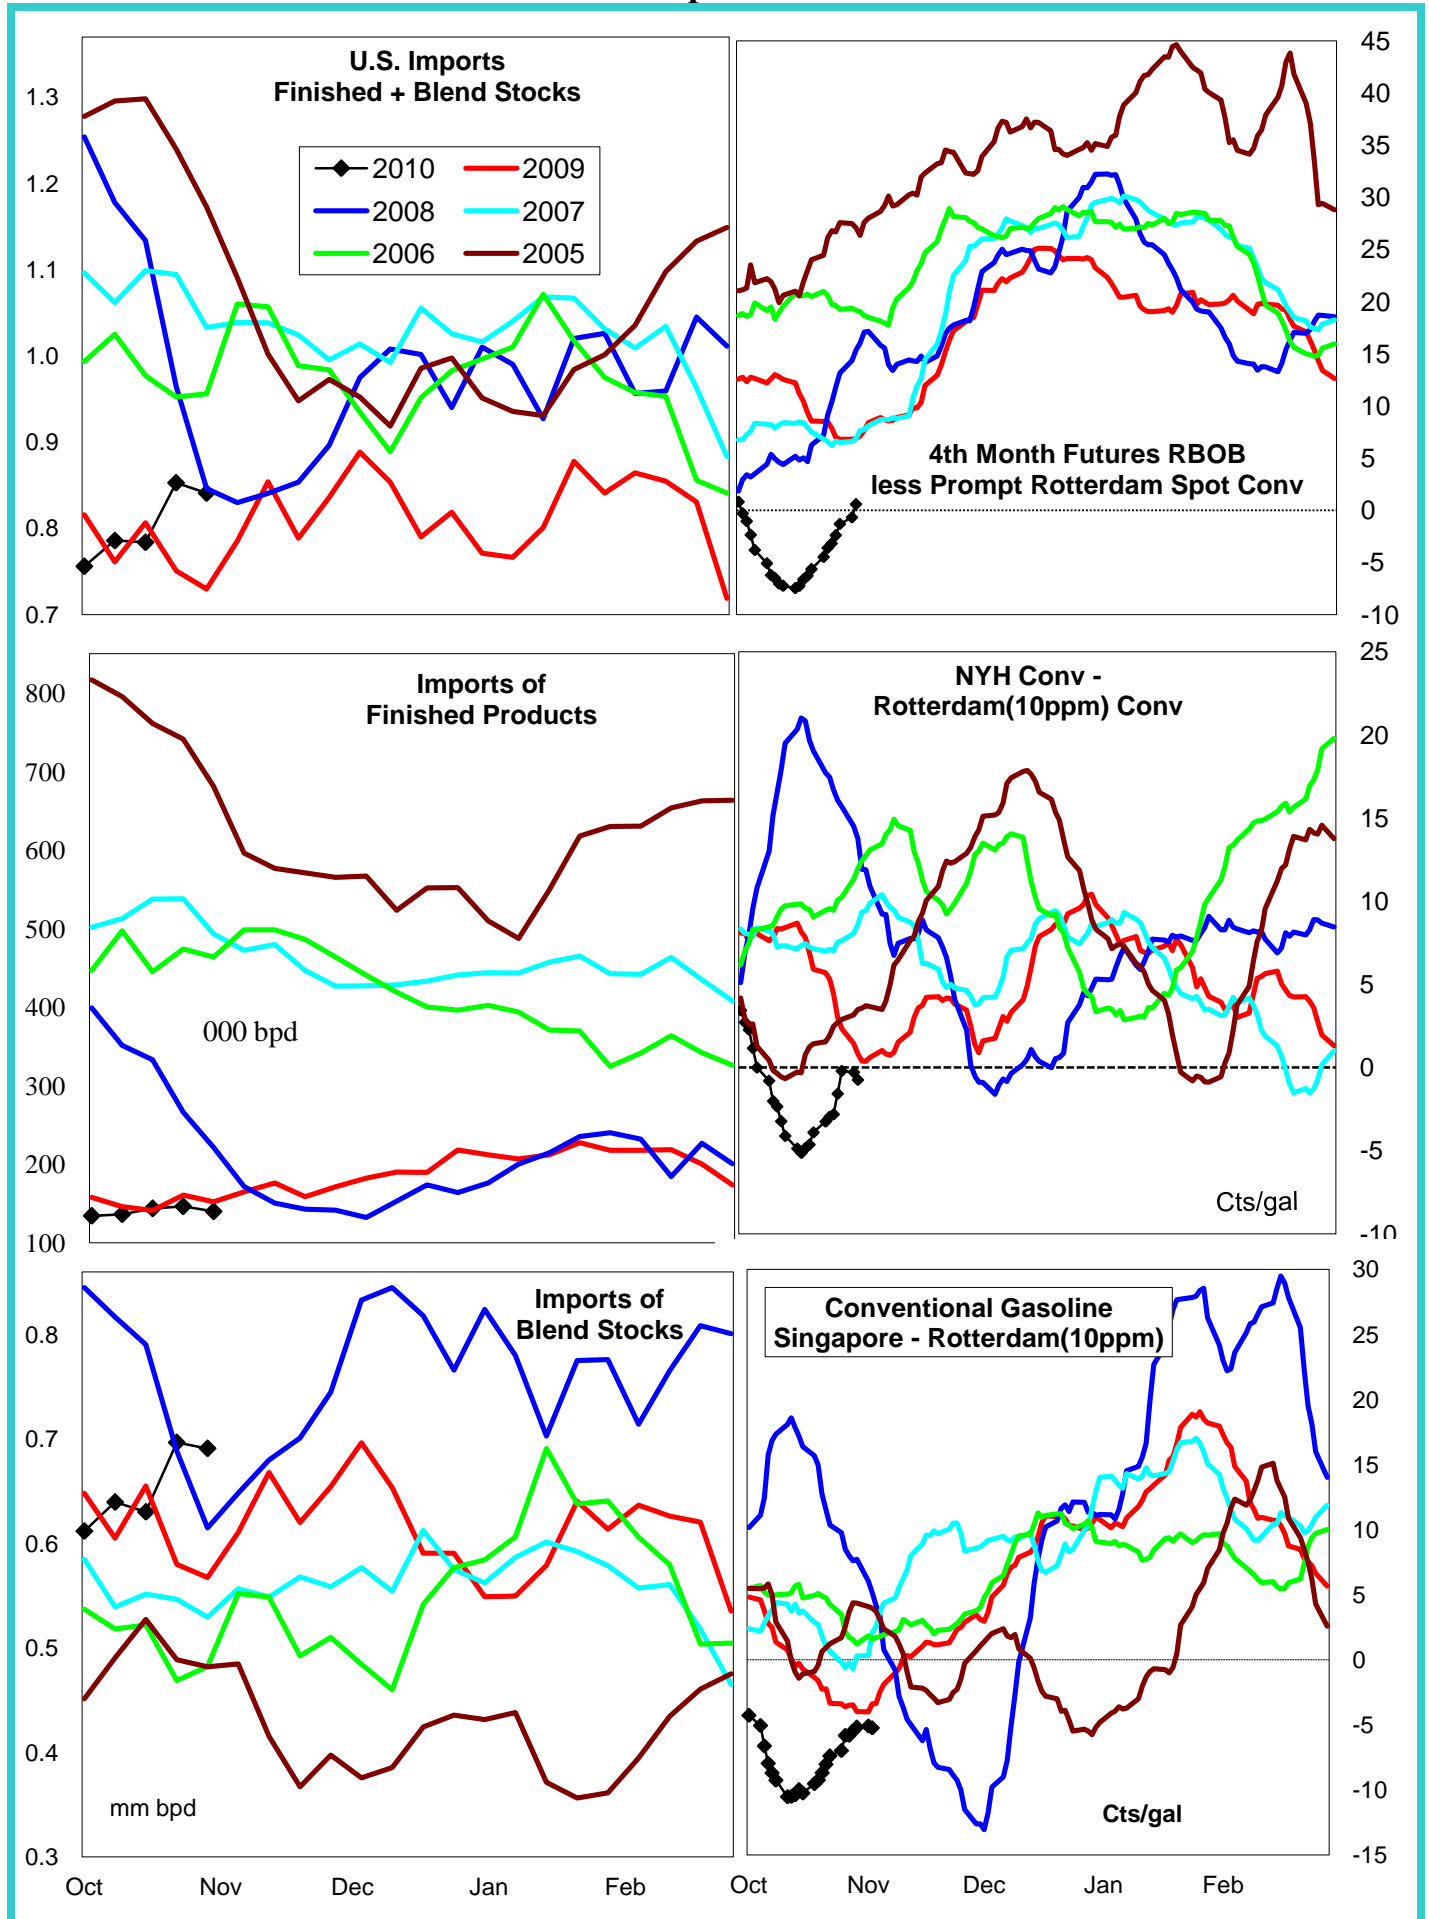 U.S. Imports
Finished + Blend Stocks
1.3
1.2
1.1
1.0
0.9
0.8
0.7
2010
2009
2008
2007
2006
2005
45
40
35
30
25
20
15
10
5
0
-5
-10
4th Month Futures RBOB
less Prompt Rotterdam Spot Conv
Imports of
Finished Products
800
700
600
500
400
300
200
100
000 bpd
NYH Conv -
Rotterdam(10ppm) Conv
25
20
15
10
5
0
-5
-10
Cts/gal
Imports of
Blend Stocks
0.8
0.7
0.6
0.5
0.4
0.3
mm bpd
Oct
Nov
Dec
Jan
Feb
Conventional Gasoline
Singapore - Rotterdam(10ppm)
30
25
20
15
10
5
0
-5
-10
-15
Cts/gal
Oct
Nov
Dec
Jan
Feb